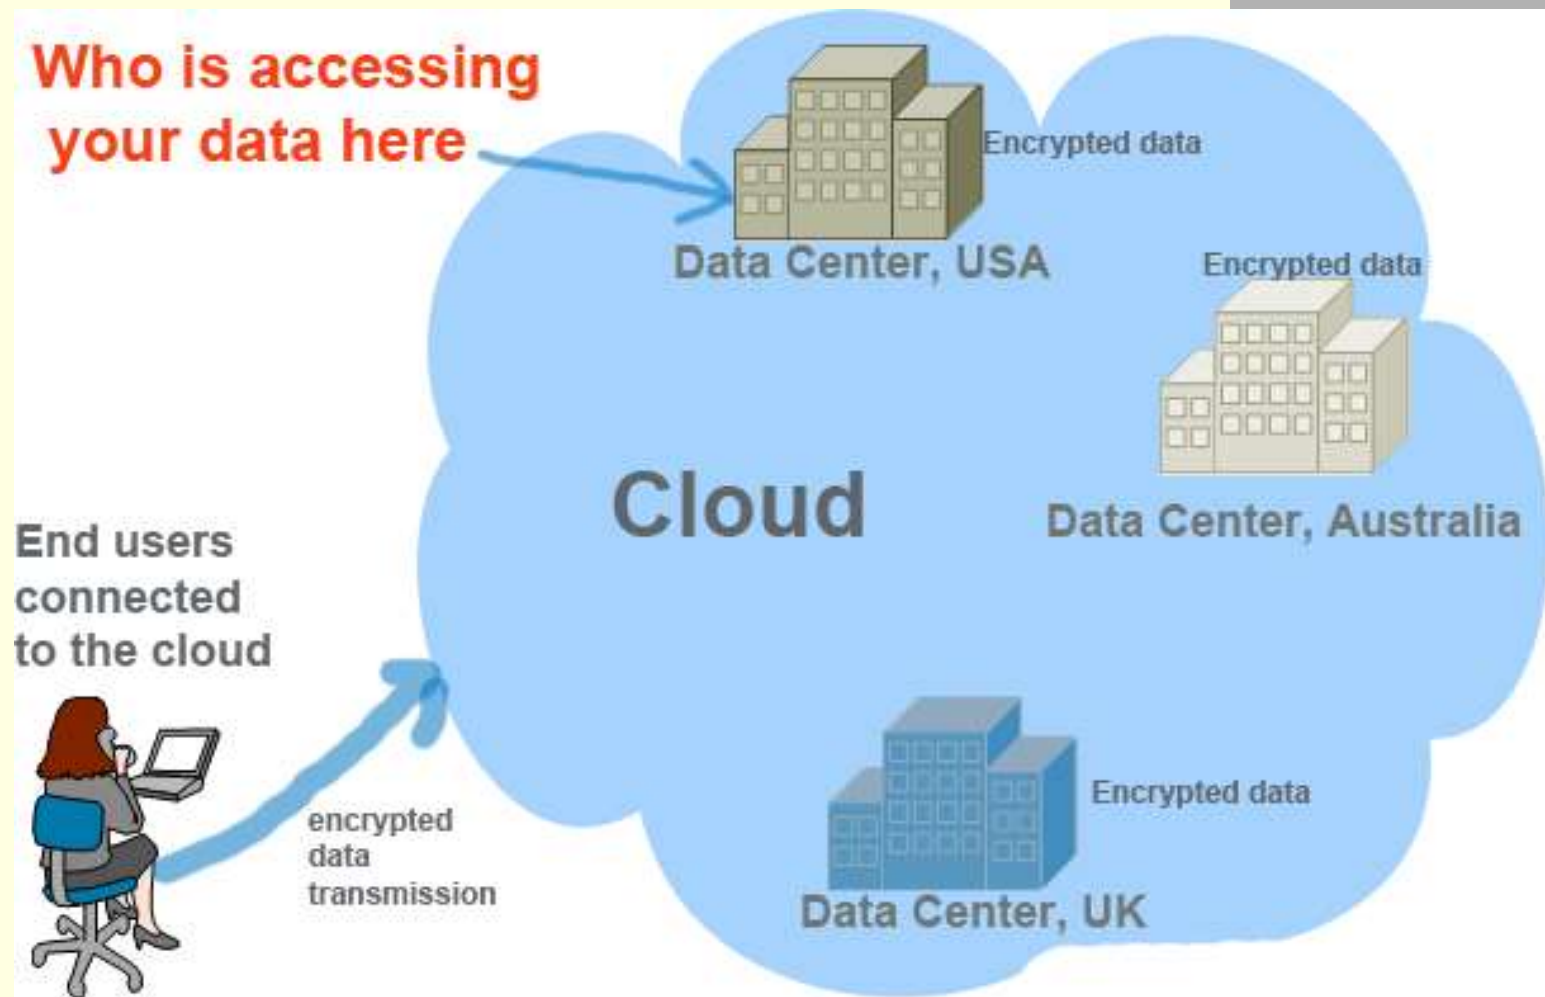 Who is accessing
your data here
Encrypted data
Data Center, USA
Encrypted data
Data Center, Australia
Cloud
End users
connected
to the cloud
encrypted
data
transmission
Encrypted data
Data Center, UK